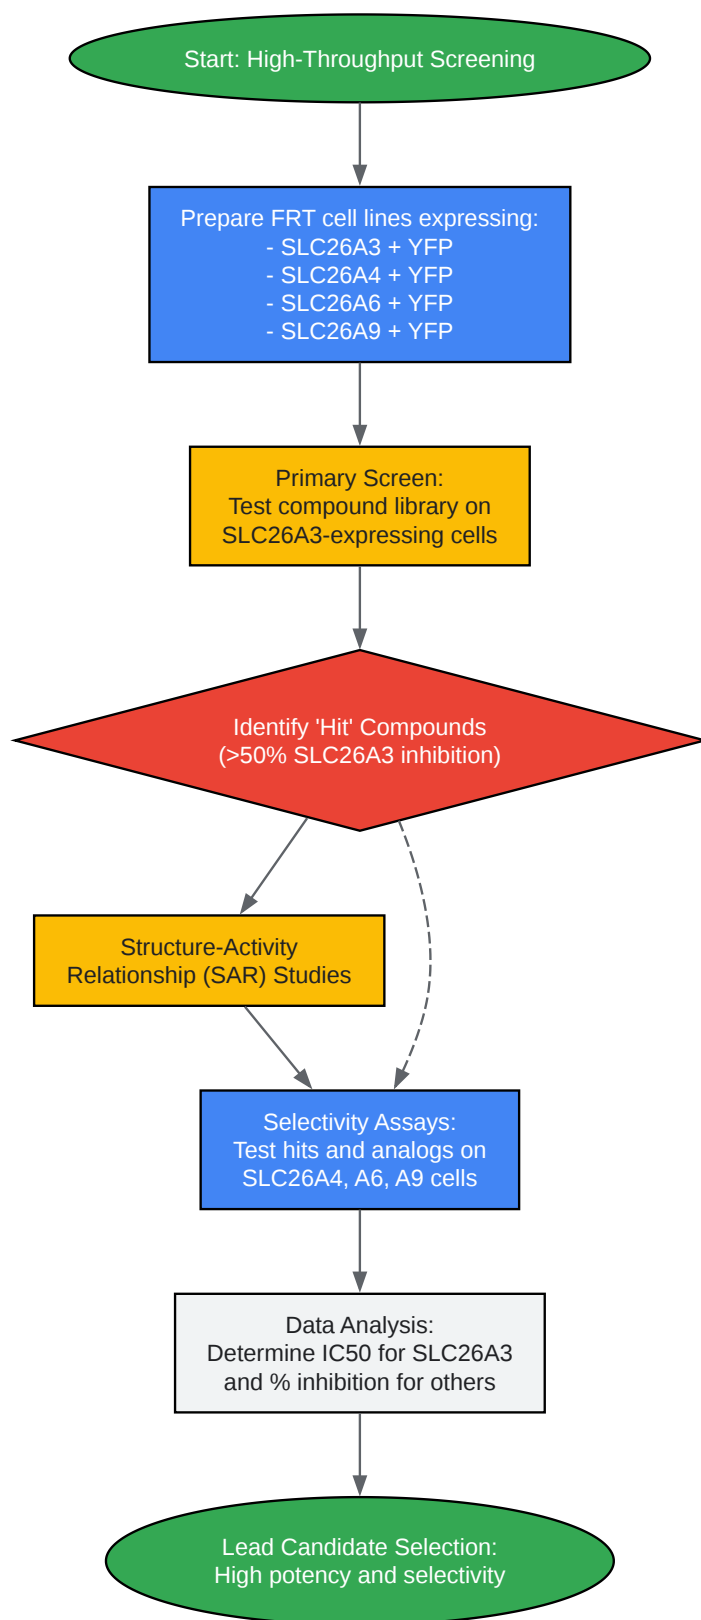 Start: High-Throughput Screening
Prepare FRT cell lines expressing:
- SLC26A3 + YFP
- SLC26A4 + YFP
- SLC26A6 + YFP
- SLC26A9 + YFP
Primary Screen:
Test compound library on
SLC26A3-expressing cells
Identify 'Hit' Compounds
(>50% SLC26A3 inhibition)
Structure-Activity
Relationship (SAR) Studies
Selectivity Assays:
Test hits and analogs on
SLC26A4, A6, A9 cells
Data Analysis:
Determine IC50 for SLC26A3
and % inhibition for others
Lead Candidate Selection:
High potency and selectivity